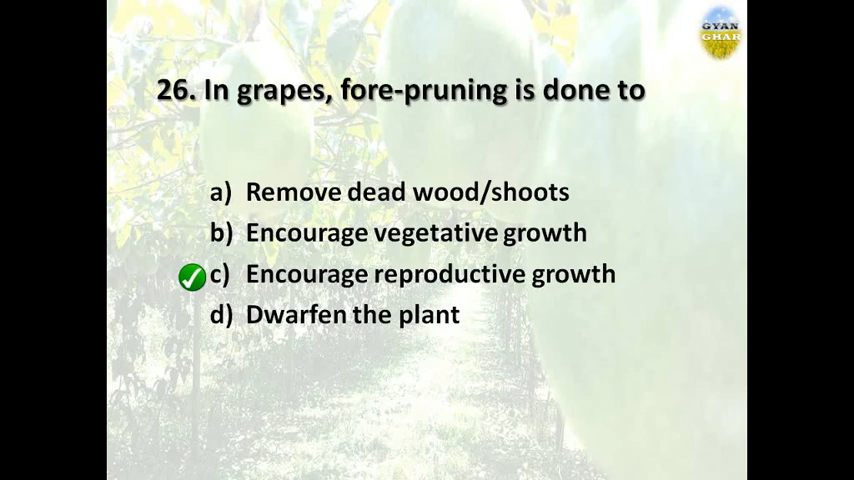 GYAN
GHAR
26. In grapes, fore-pruning is done to
a) Remove dead wood/shoots
b) Encourage vegetative growth
c) Encourage reproductive growth
d) Dwarfen the plant